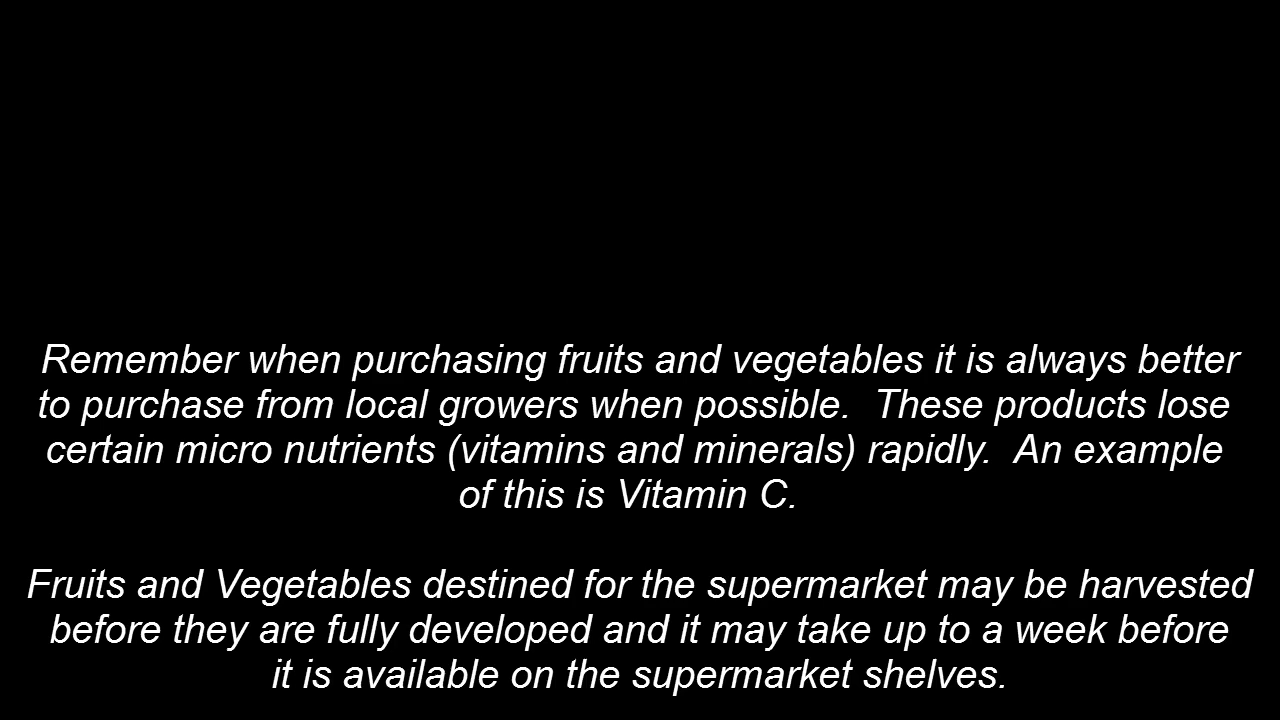 Remember when purchasing fruits and vegetables it is always better
to purchase from local growers when possible.  These products lose
certain micro nutrients (vitamins and minerals) rapidly.  An example
of this is Vitamin C.

Fruits and Vegetables destined for the supermarket may be harvested
before they are fully developed and it may take up to a week before
it is available on the supermarket shelves.